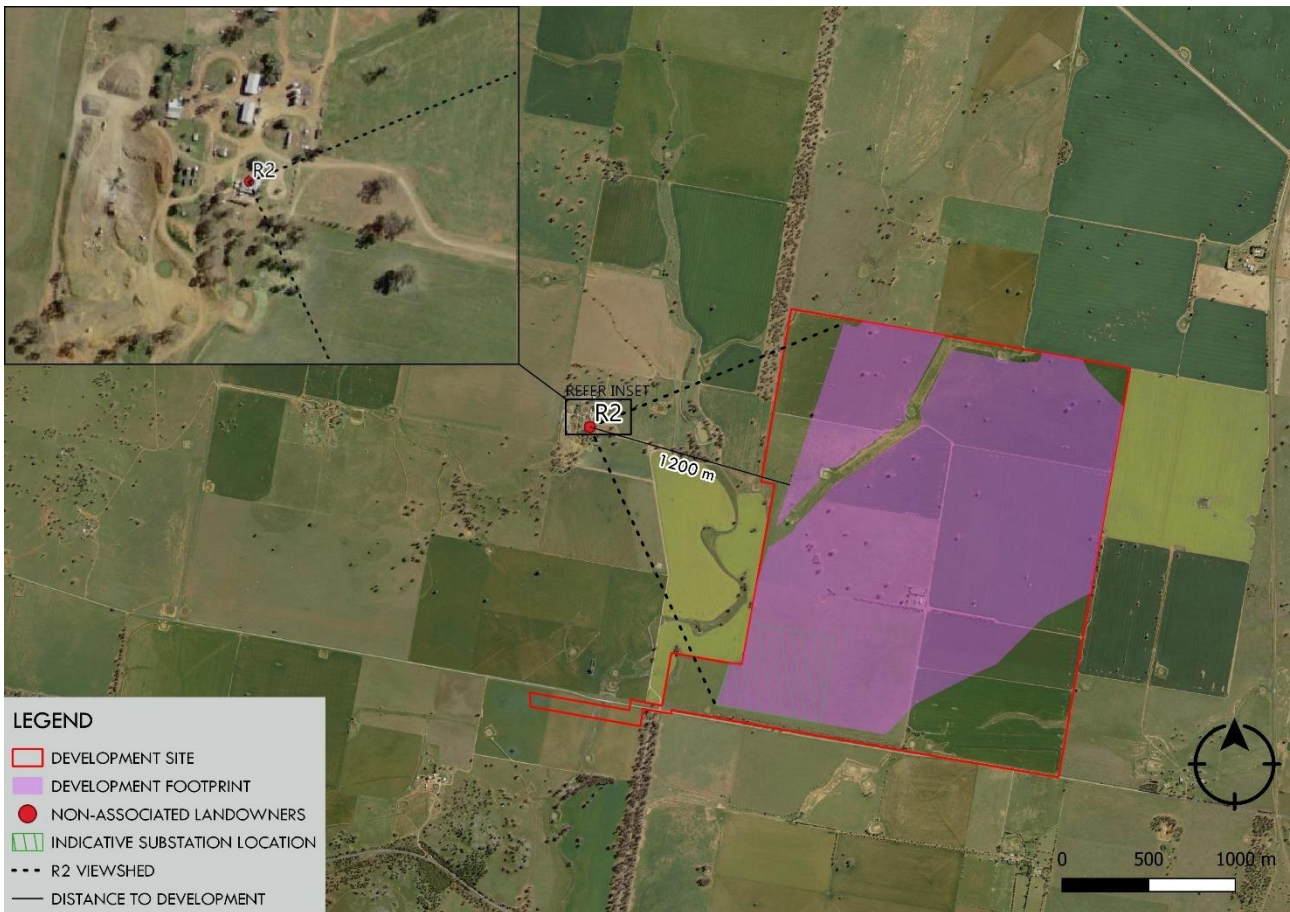 R2
REFER INSET
R2
1200 m
LEGEND
DEVELOPMENT SITE
DEVELOPMENT FOOTPRINT
NON-ASSOCIATED LANDOWNERS
INDICATIVE SUBSTATION LOCATION
R2 VIEWSHED
DISTANCE TO DEVELOPMENT
0 500 1000 m